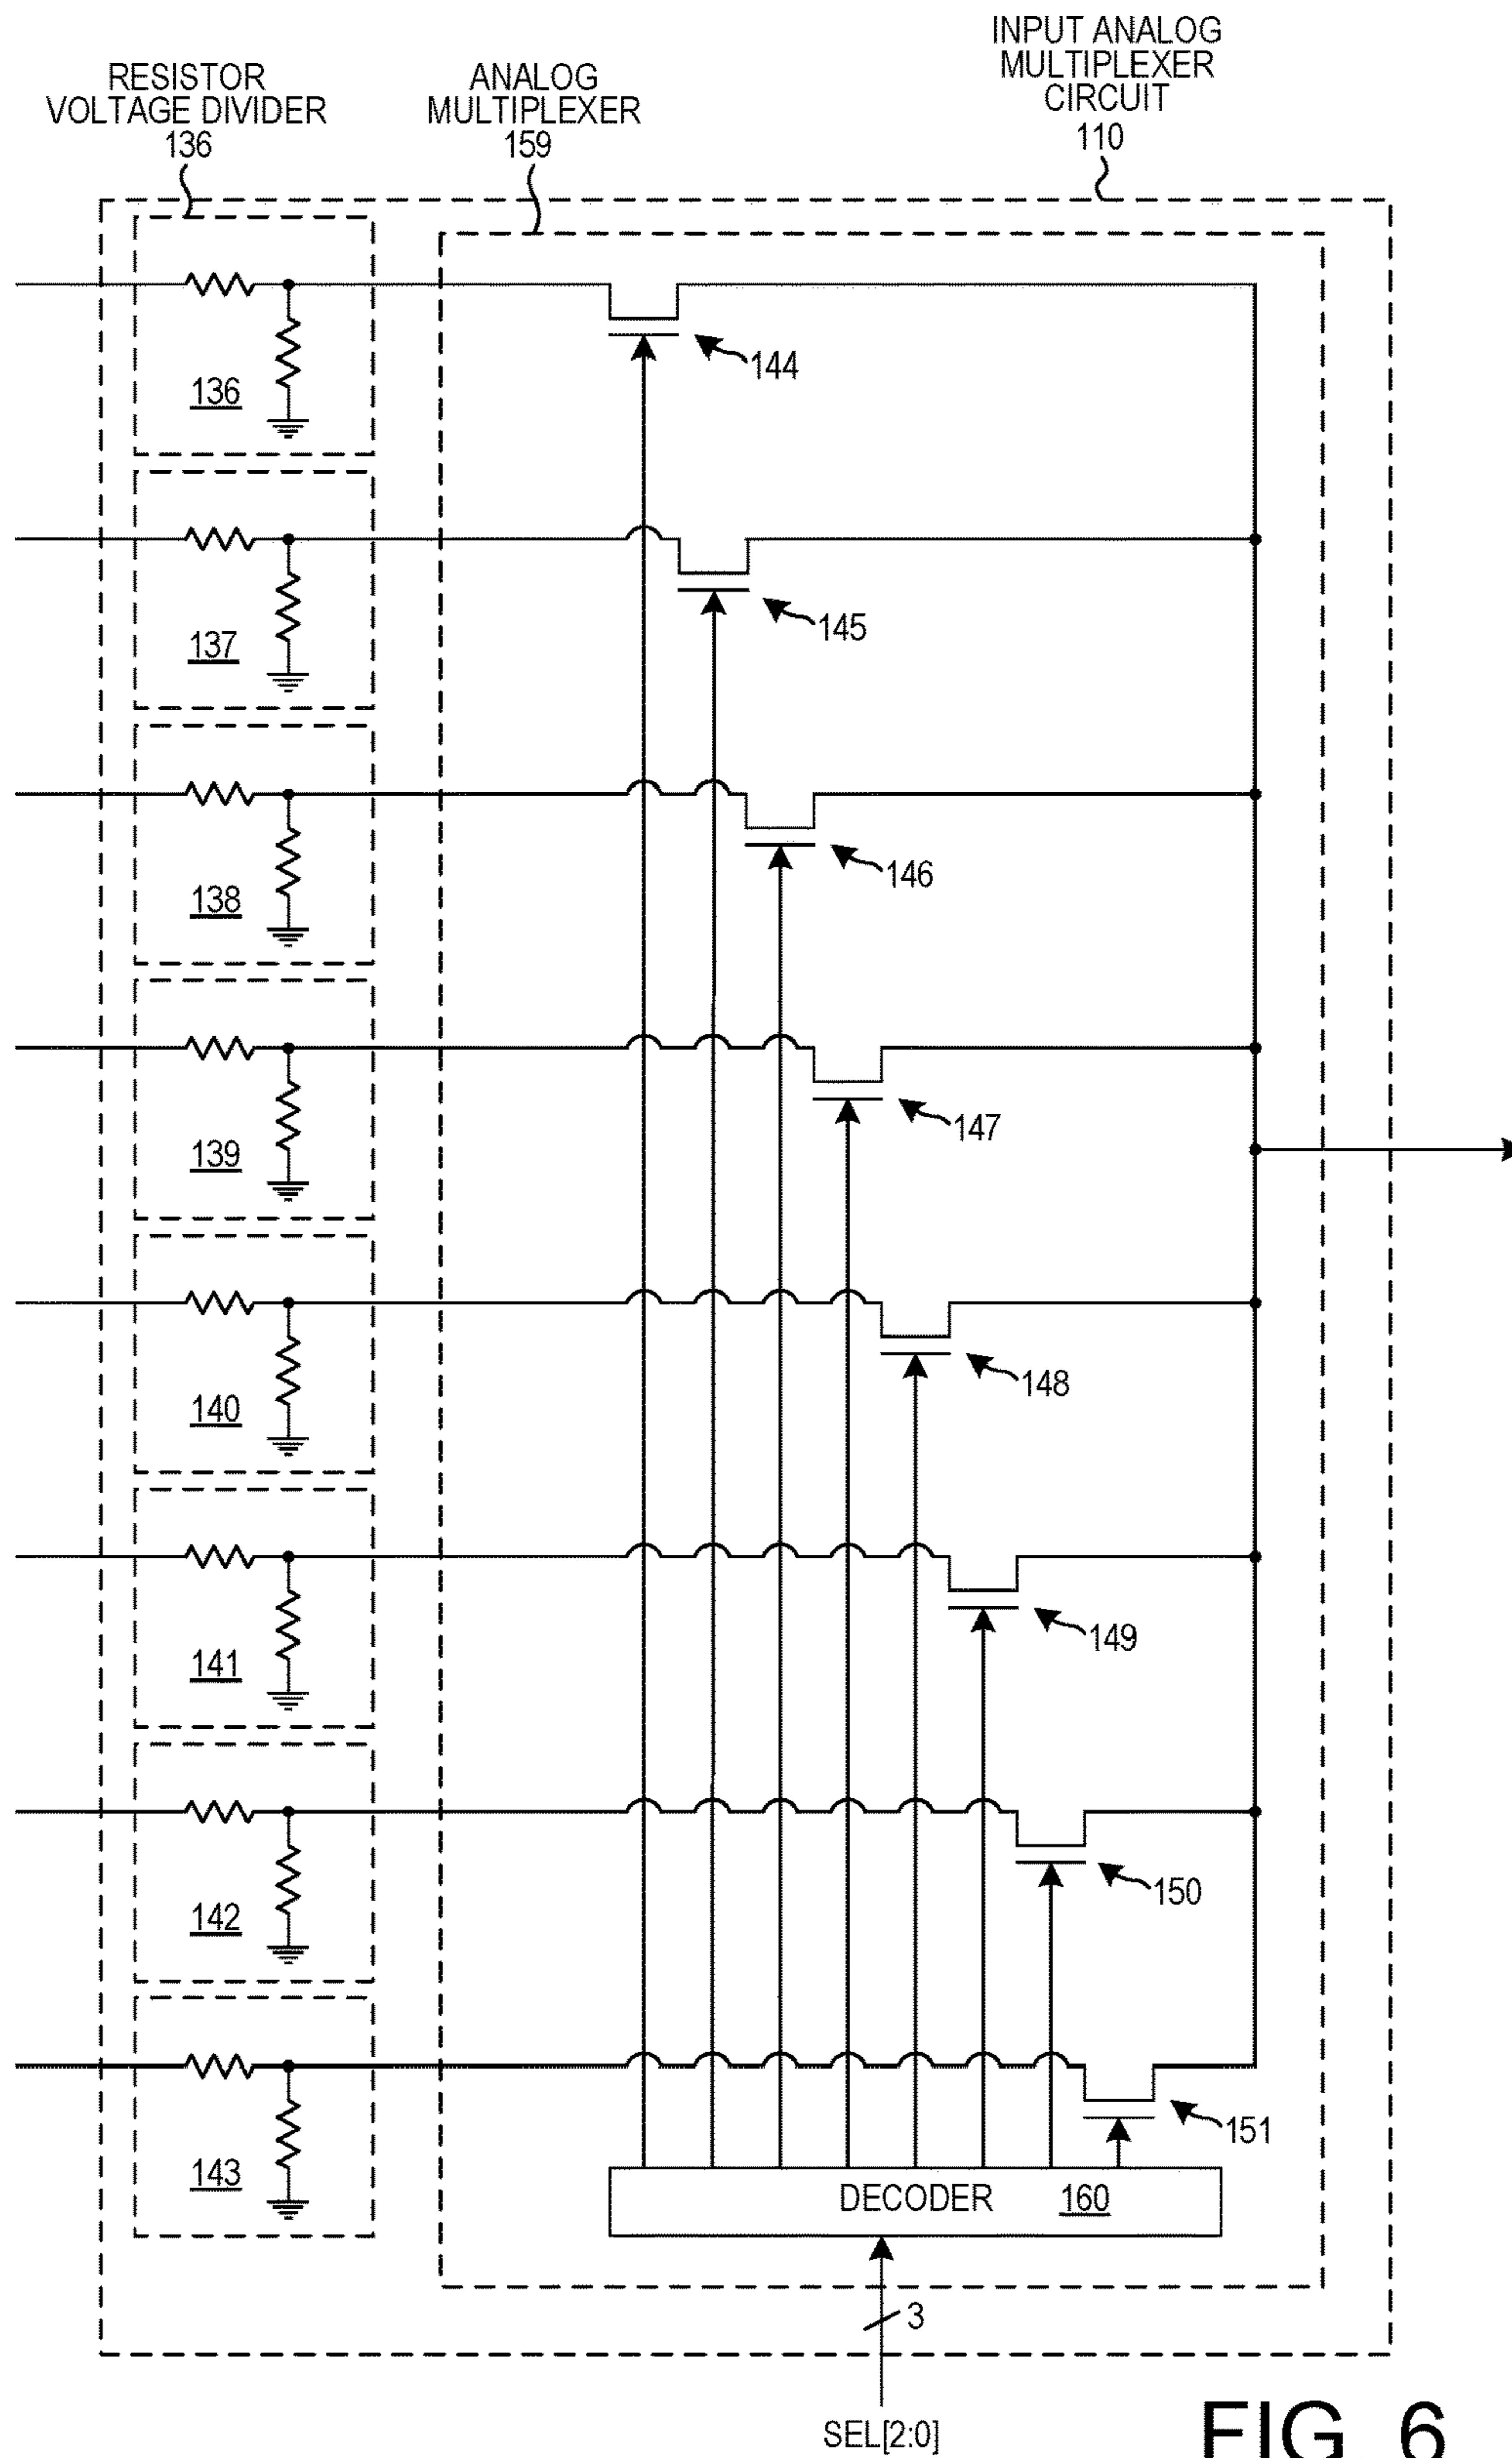 RESISTOR
VOLTAGE DIVIDER
136
ANALOG
MULTIPLEXER
159
INPUT ANALOG
MULTIPLEXER
CIRCUIT
110
144
136
145
137
146
138
147
139
148
140
149
141
150
142
151
143
DECODER 160
3
SEL[2:0]
FIG. 6